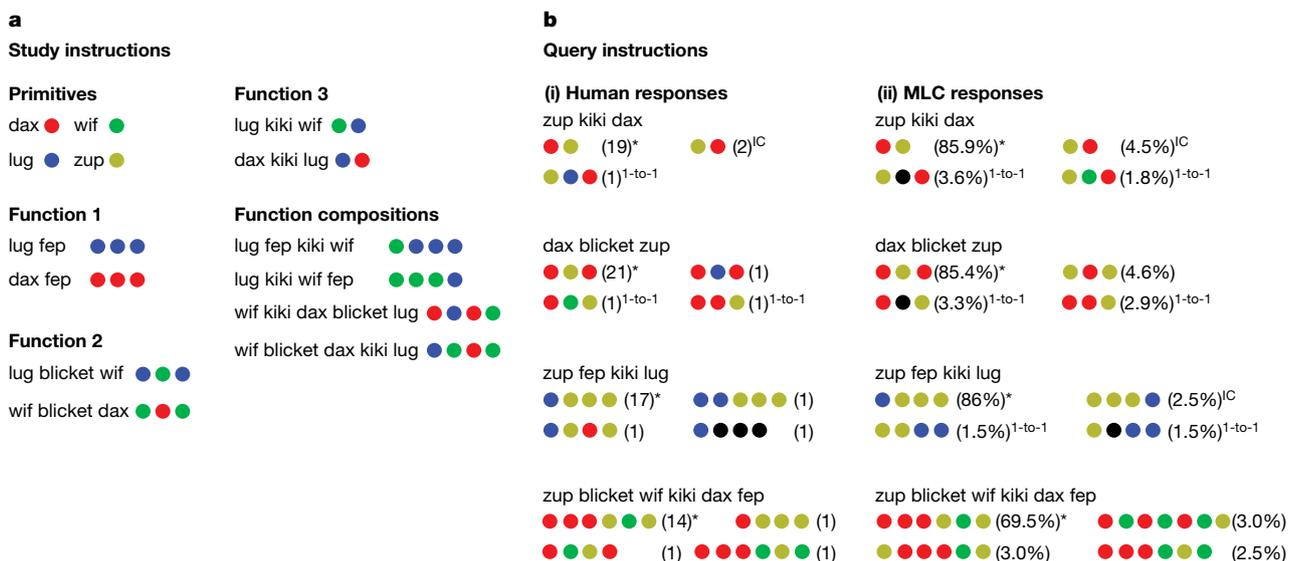 a
Study instructions
Primitives
dax wif
lug zup
Function 1
lug fep
dax fep
Function 2
lug blicket wif
wif blicket dax
Function 3
lug kiki wif
dax kiki lug
Function compositions
lug fep kiki wif
lug kiki wif fep
wif kiki dax blicket lug
wif blicket dax kiki lug
b
Query instructions
(i) Human responses
zup kiki dax
(19)* (2)IC
(1)1-to-1
dax blicket zup
(21)* (1)
(1)1-to-1 (1)1-to-1
zup fep kiki lug
(17)* (1)
(1) (1)
zup blicket wif kiki dax fep
(14)* (1)
(1) (1)
(ii) MLC responses
zup kiki dax
(85.9%)* (4.5%)IC
(3.6%)1-to-1 (1.8%)1-to-1
dax blicket zup
(85.4%)* (4.6%)
(3.3%)1-to-1 (2.9%)1-to-1
zup fep kiki lug
(86%)* (2.5%)IC
(1.5%)1-to-1 (1.5%)1-to-1
zup blicket wif kiki dax fep
(69.5%)* (3.0%)
(3.0%) (2.5%)